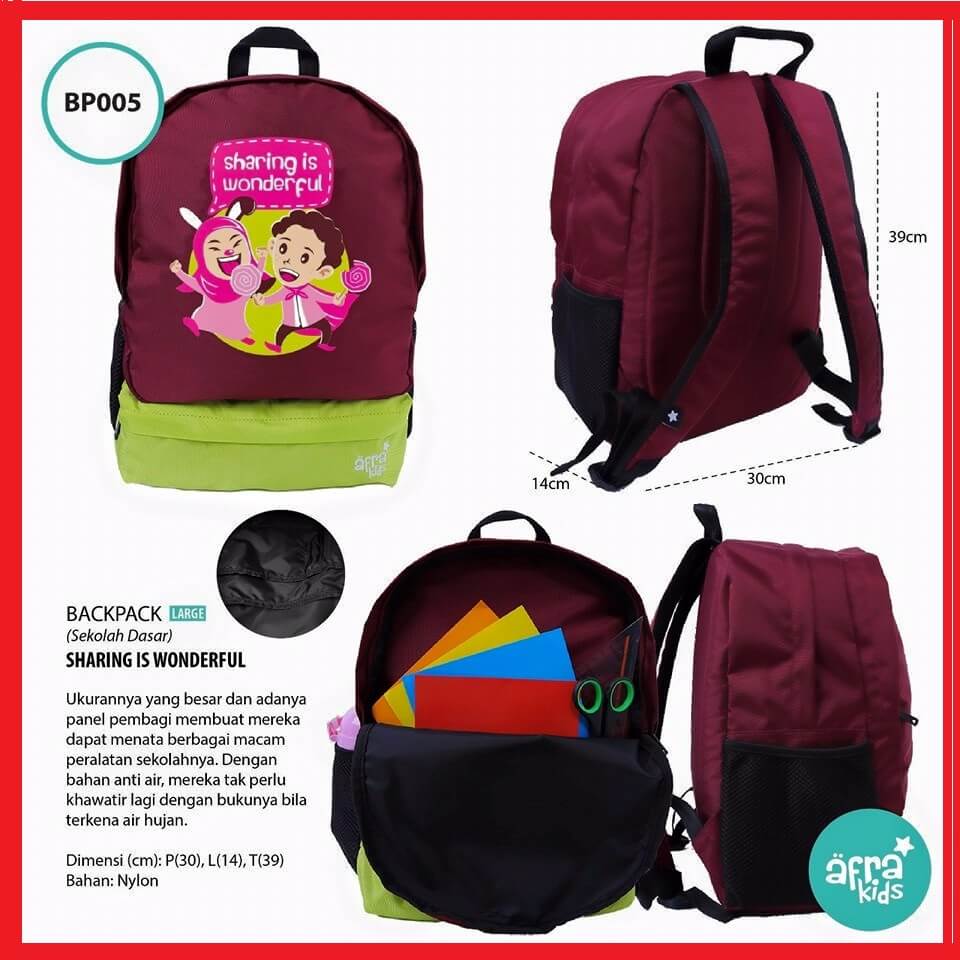 BP005
sharing is
wonderful
äfra
kids
39cm
14cm
30cm
BACKPACK LARGE
(Sekolah Dasar)
SHARING IS WONDERFUL
Ukurannya yang besar dan adanya
panel pembagi membuat mereka
dapat menata berbagai macam
peralatan sekolahnya. Dengan
bahan anti air, mereka tak perlu
khawatir lagi dengan bukunya bila
terkena air hujan.
Dimensi (cm): P(30), L(14), T(39)
Bahan: Nylon
äfra
kids